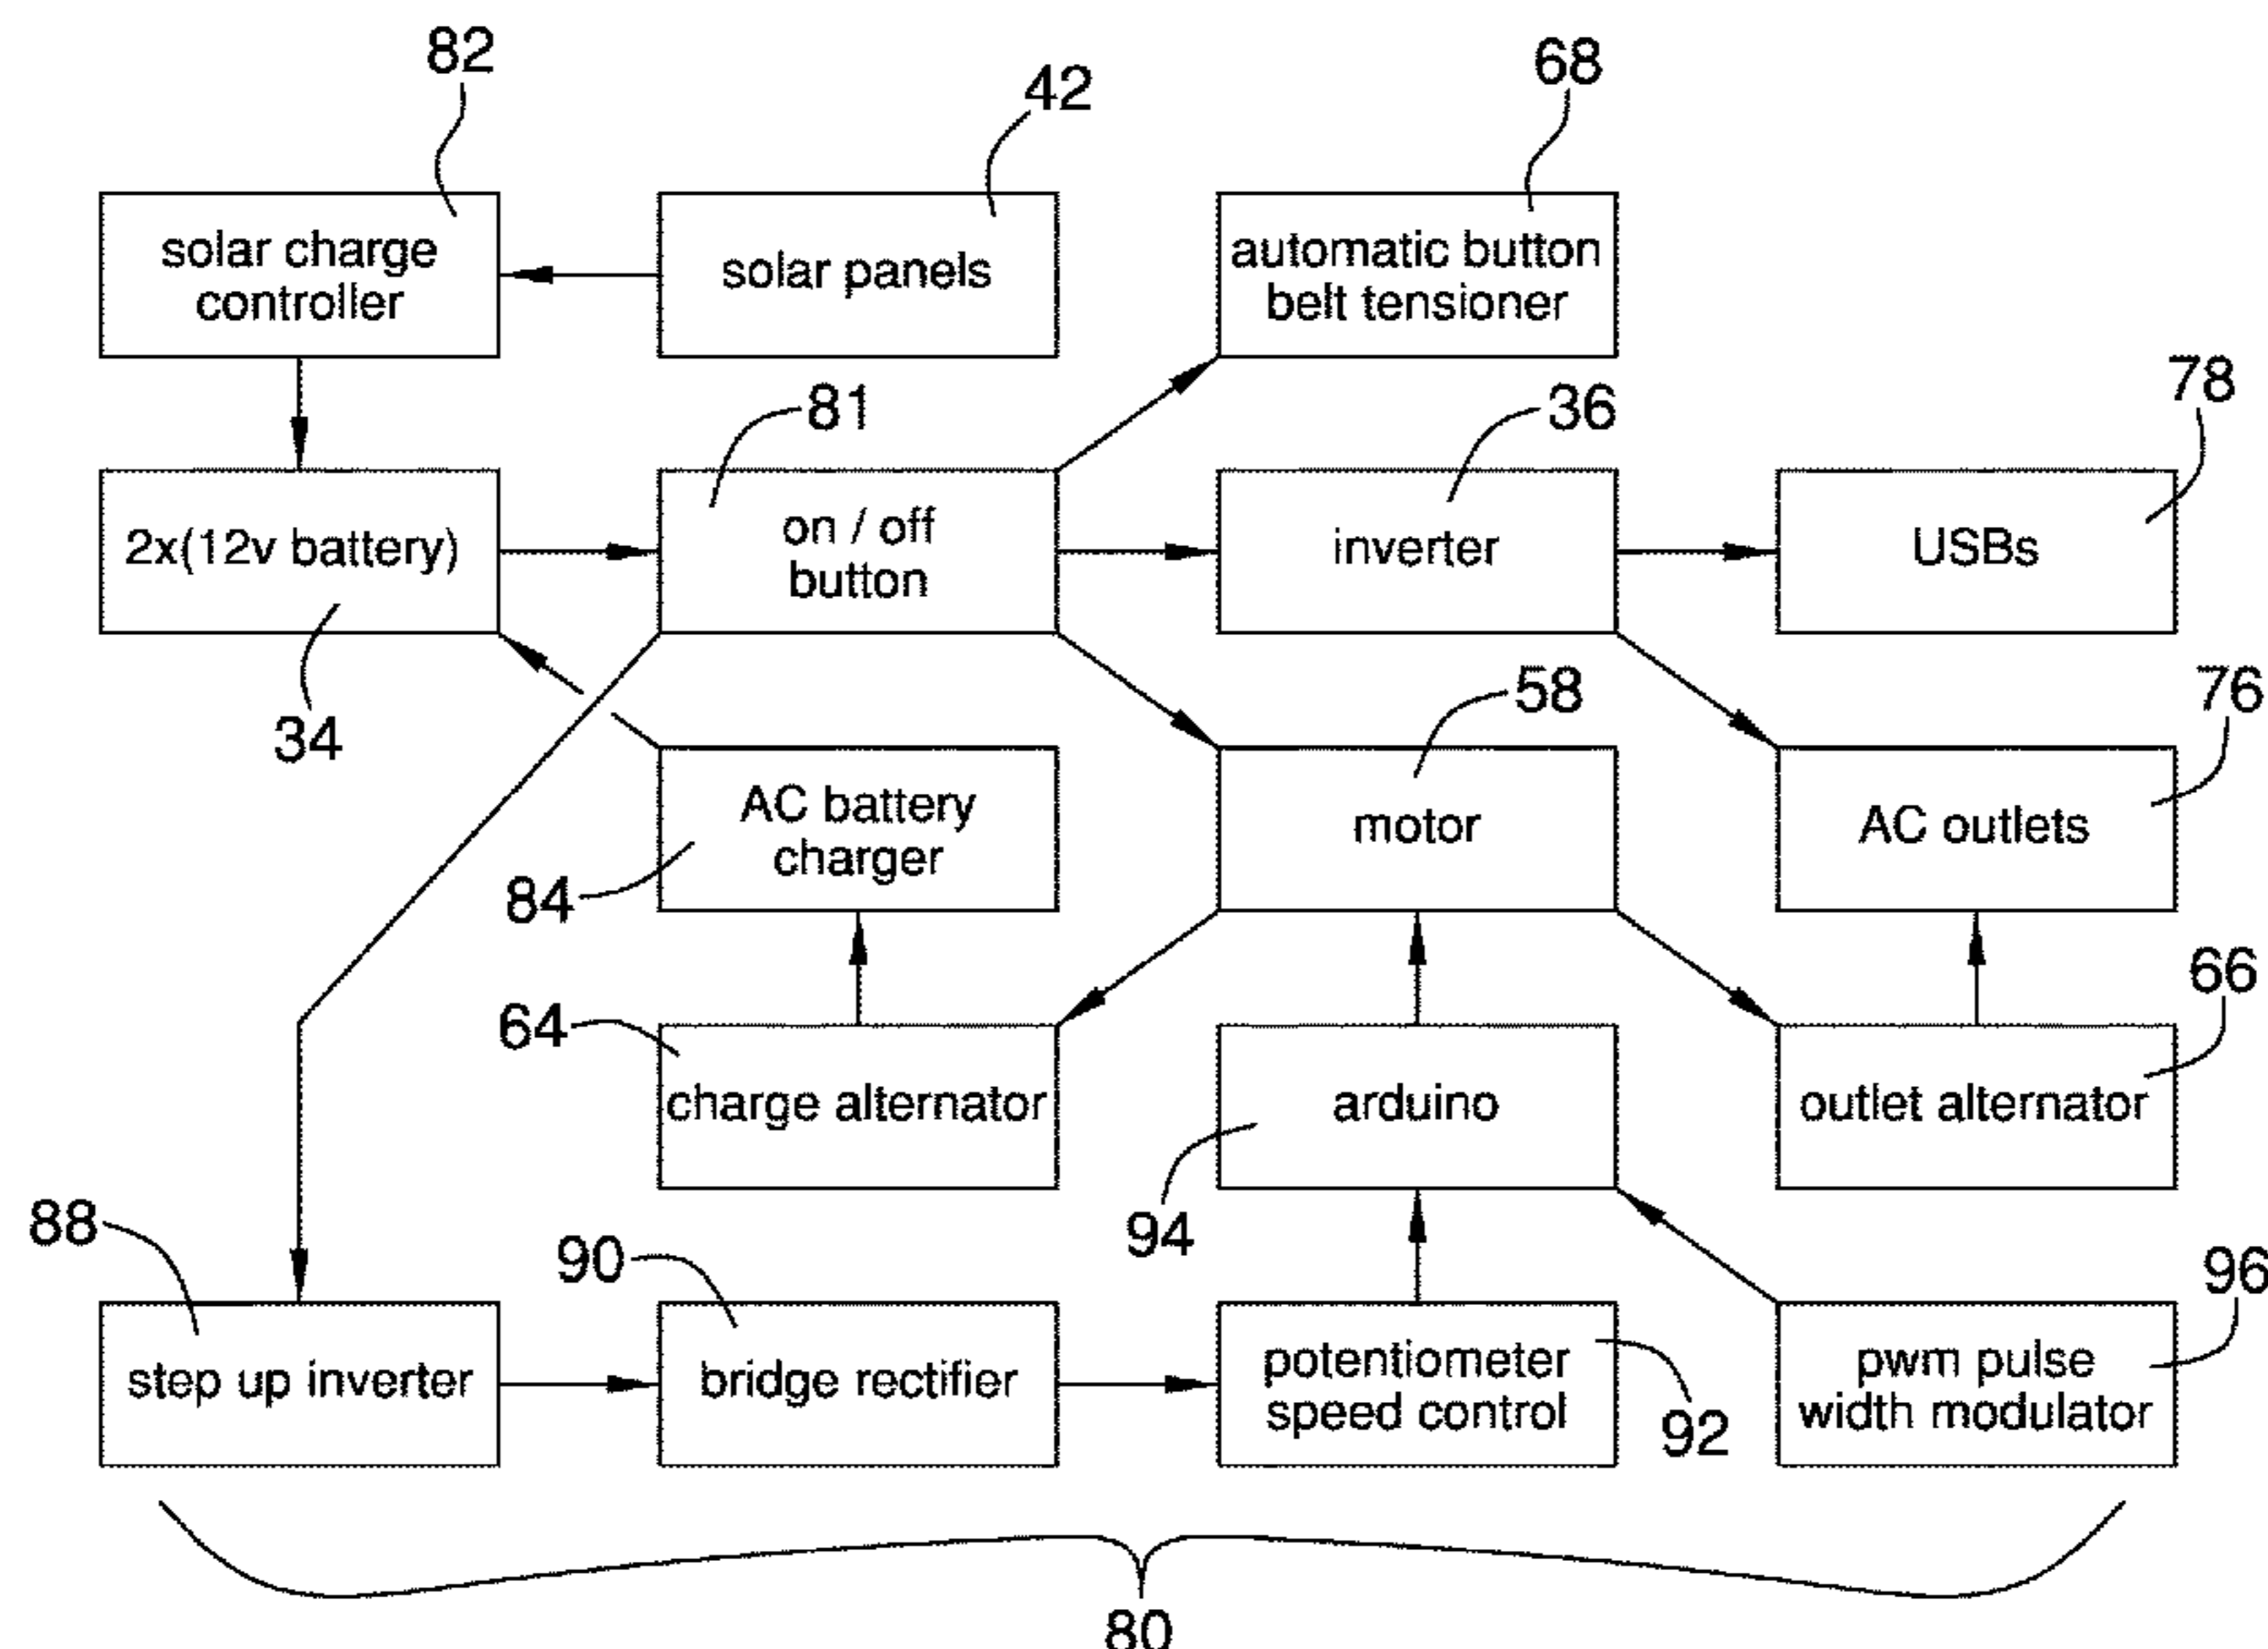 82
42
68
solar charge
controller
solar panels
automatic button
belt tensioner
81
36
78
2x(12v battery)
on / off
button
inverter
USBs
34
58
76
AC battery
charger
motor
AC outlets
84
64
66
charge alternator
arduino
outlet alternator
88
90
94
96
step up inverter
bridge rectifier
potentiometer
speed control
pwm pulse
width modulator
92
80